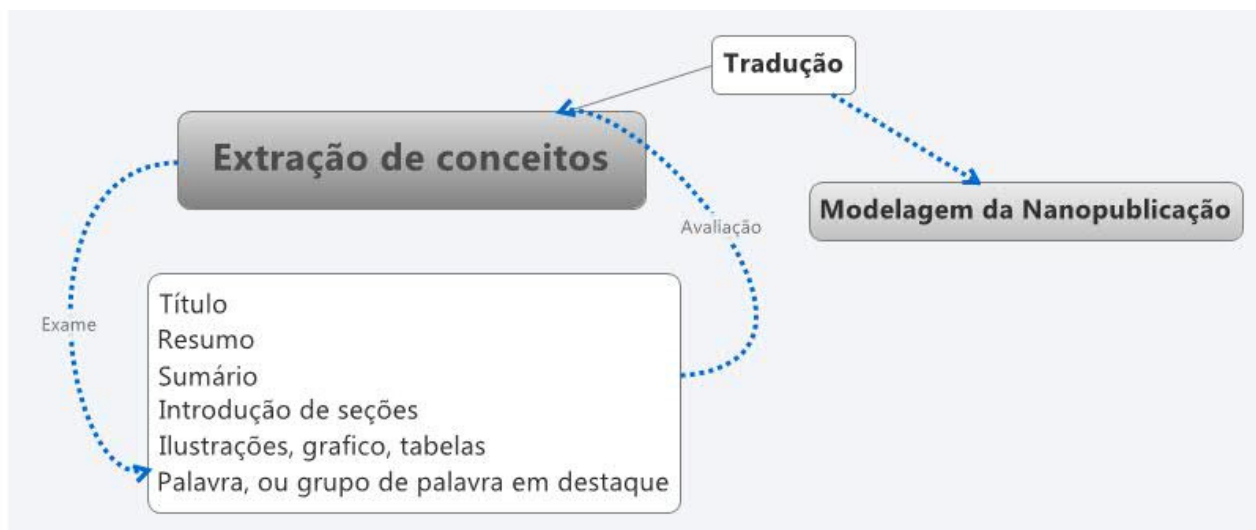 Tradução
Extração de conceitos
Modelagem da Nanopublicação
Avaliação
Exame
Título
Resumo
Sumário
Introdução de seções
Ilustrações, grafico, tabelas
Palavra, ou grupo de palavra em destaque